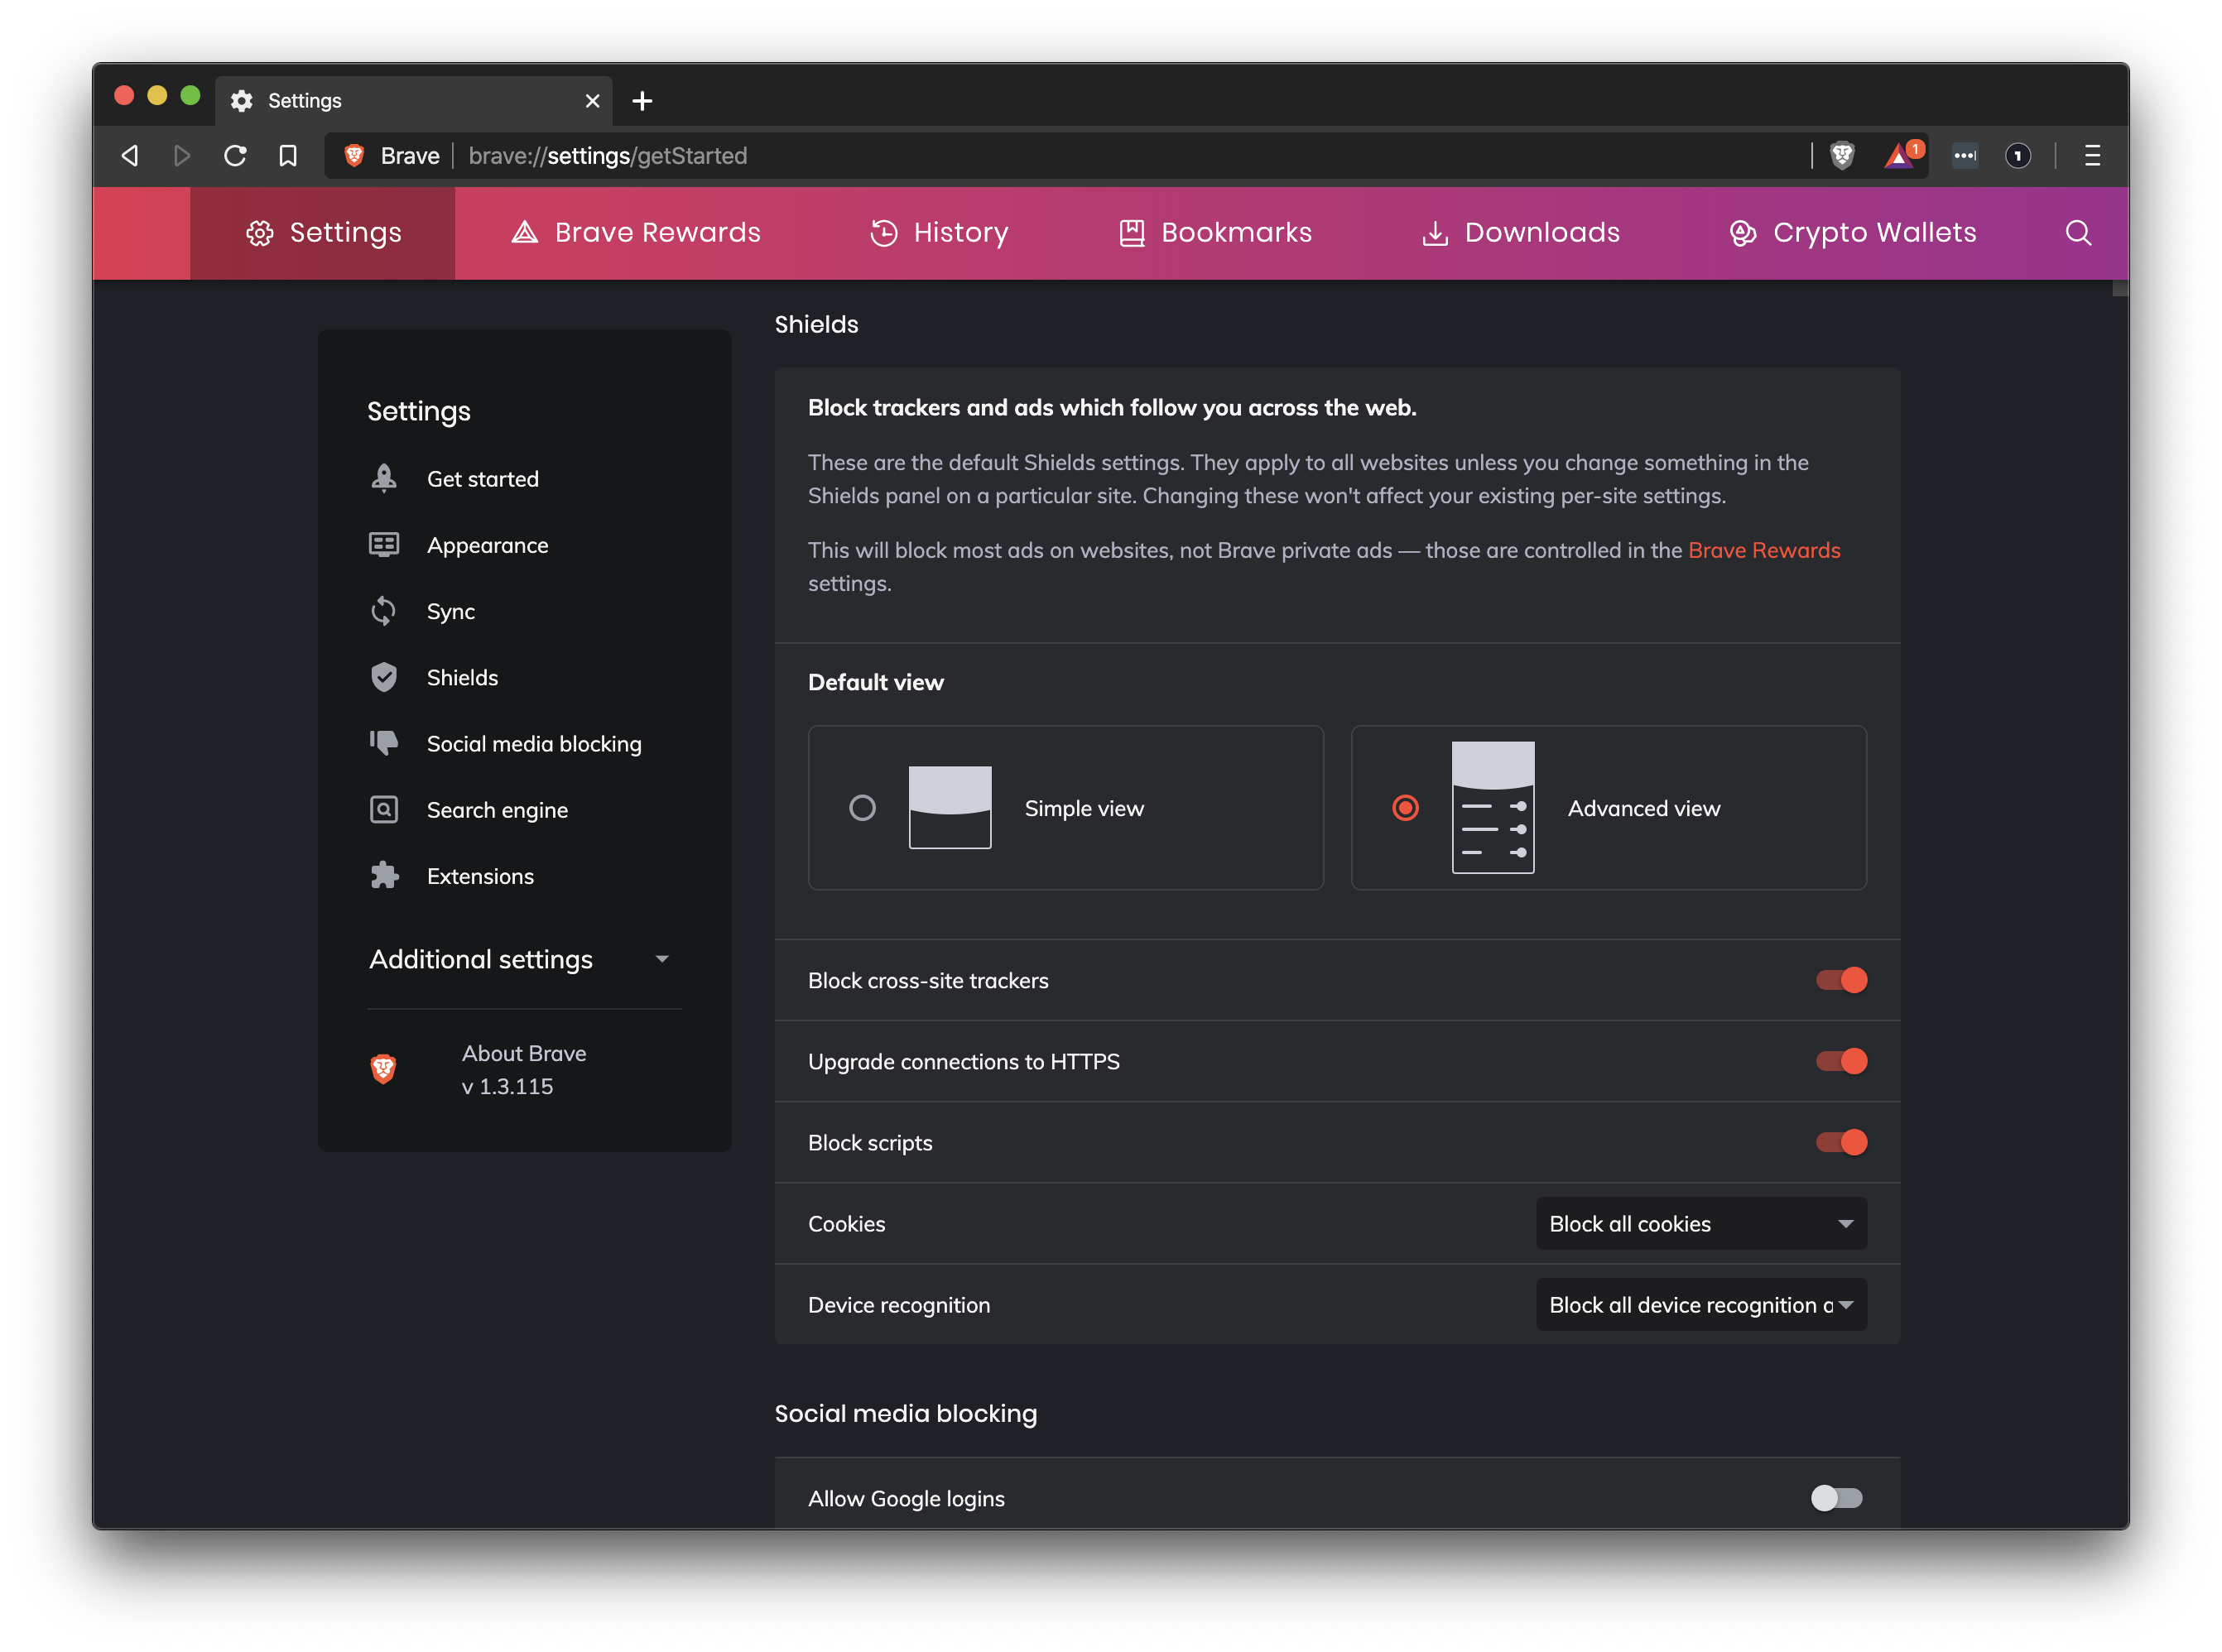 Settings
Brave
brave://settings/getStarted
1
1
Settings
Brave Rewards
History
Bookmarks
Downloads
Crypto Wallets
Settings
Get started
Appearance
Sync
Shields
Social media blocking
Search engine
Extensions
Additional settings
About Brave
v 1.3.115
Shields
Block trackers and ads which follow you across the web.
These are the default Shields settings. They apply to all websites unless you change something in the
Shields panel on a particular site. Changing these won't affect your existing per-site settings.
This will block most ads on websites, not Brave private ads — those are controlled in the Brave Rewards
settings.
Default view
Simple view
Advanced view
Block cross-site trackers
Upgrade connections to HTTPS
Block scripts
Cookies
Block all cookies
Device recognition
Block all device recognition
Social media blocking
Allow Google logins